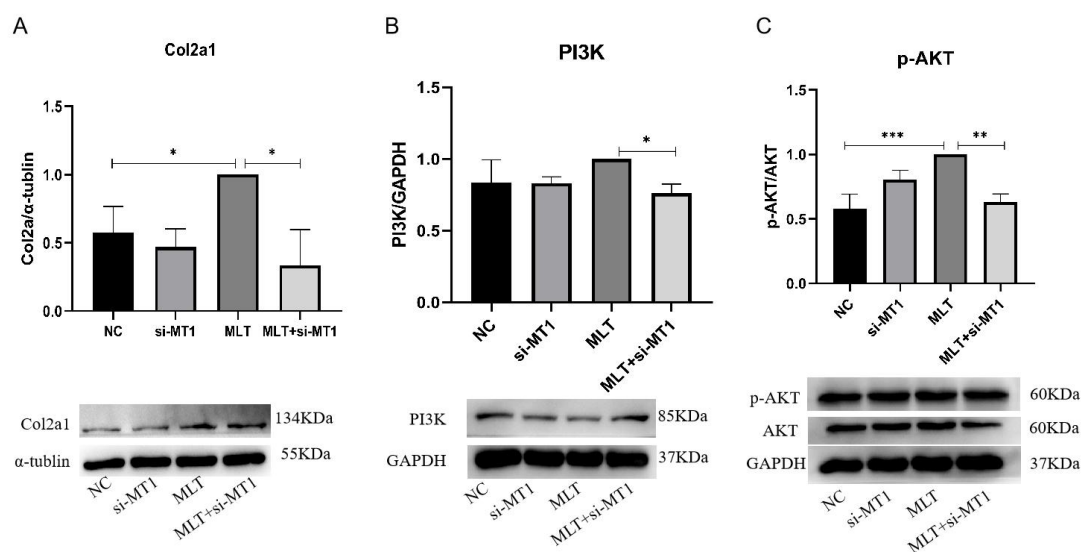 A
Col2a1
Col2a/α-tublin
1.5
1.0
0.5
0.0
*
*
NC si-MT1 MLT MLT+si-MT1
Col2a1 134KDa
α-tublin 55KDa
NC si-MT1 MLT MLT+si-MT1
B
PI3K
PI3K/GAPDH
1.5
1.0
0.5
0.0
*
NC si-MT1 MLT MLT+si-MT1
PI3K 85KDa
GAPDH 37KDa
NC si-MT1 MLT MLT+si-MT1
C
p-AKT
p-AKT/AKT
1.5
1.0
0.5
0.0
***
**
NC si-MT1 MLT MLT+si-MT1
p-AKT 60KDa
AKT 60KDa
GAPDH 37KDa
NC si-MT1 MLT MLT+si-MT1